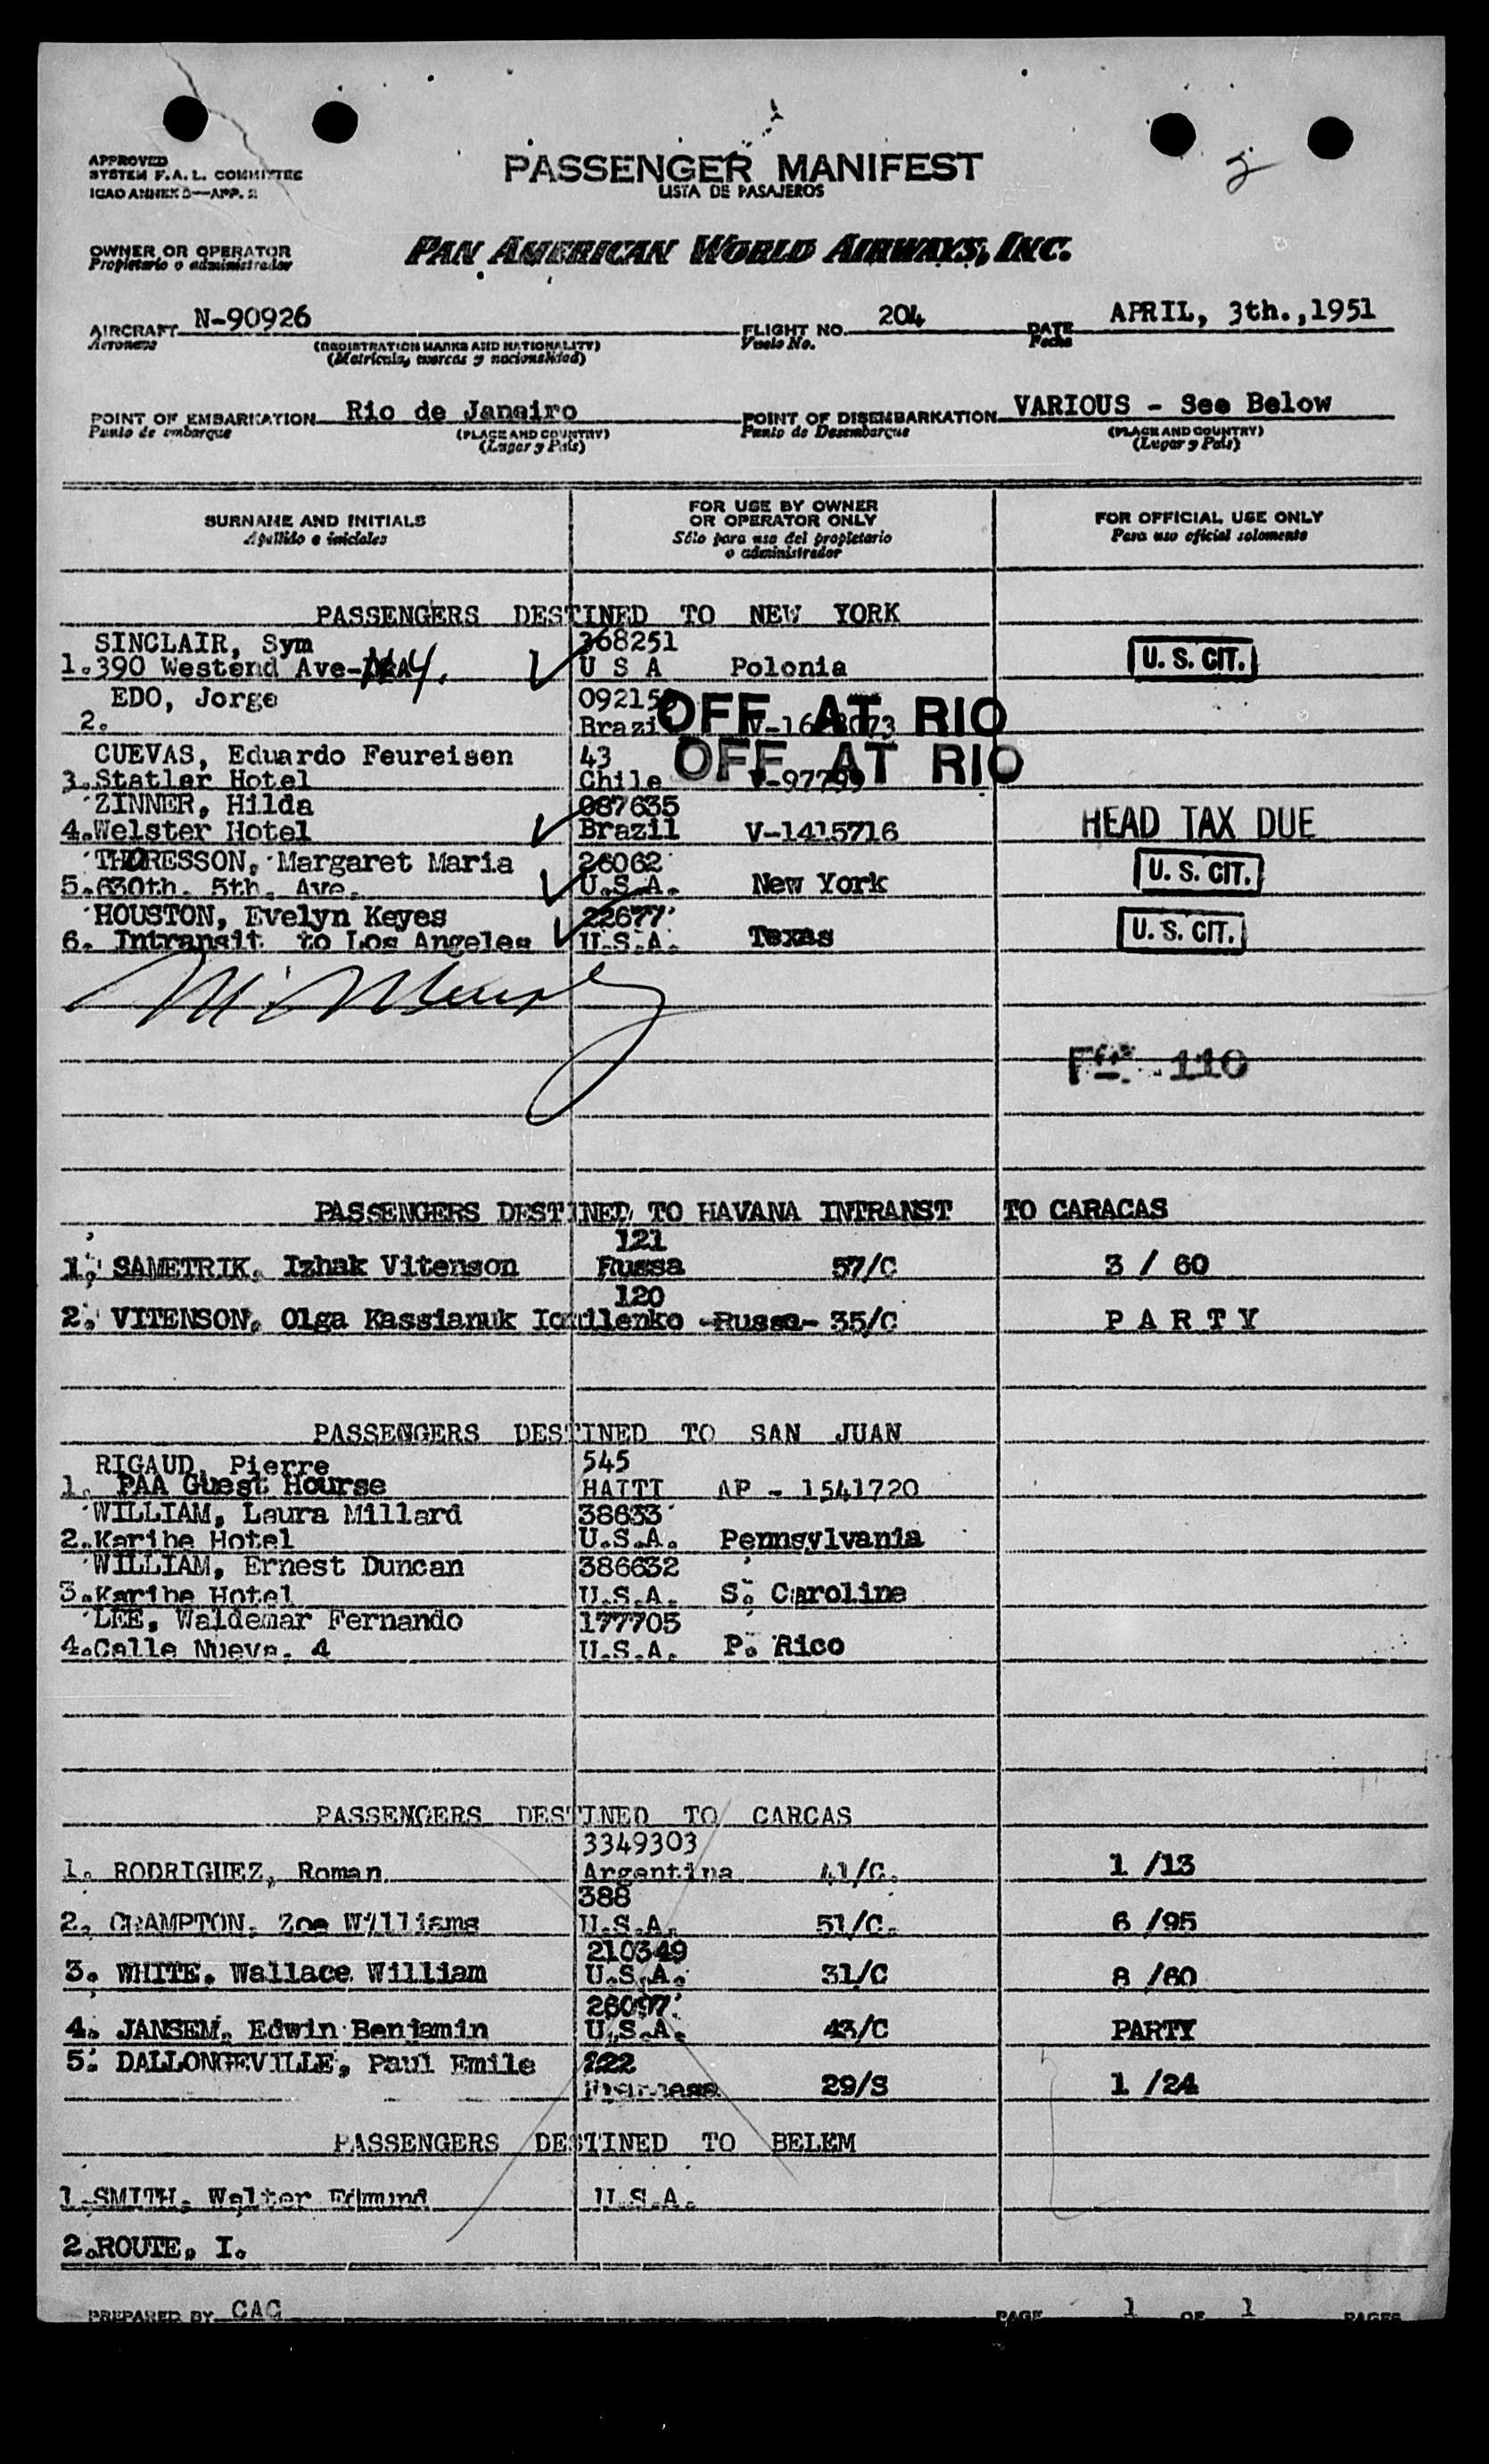 APPROVED
SYSTEM F.A.L. COMMITTEE
ICAO ANNEX 9—APP. 2
PASSENGER MANIFEST
LISTA DE PASAJEROS
OWNER OR OPERATOR
Propietario o administrador
PAN AMERICAN WORLD AIRWAYS, INC.
AIRCRAFT N-90926 FLIGHT NO. 204 DATE APRIL, 3th.,1951
Aeronave (REGISTRATION MARKS AND NATIONALITY) Vuelo No. Fecha
(Matrícula, marcas y nacionalidad)
POINT OF EMBARKATION Rio de Janeiro POINT OF DISEMBARKATION VARIOUS - See Below
Punto de embarque (PLACE AND COUNTRY) Punto de Desembarque (PLACE AND COUNTRY)
(Lugar y País) (Lugar y País)
SURNAME AND INITIALS FOR USE BY OWNER OR OPERATOR ONLY FOR OFFICIAL USE ONLY
Apellido e iniciales Sólo para uso del propietario o administrador Para uso oficial solamente
PASSENGERS DESTINED TO NEW YORK
SINCLAIR, Sym 368251
1.390 Westend Ave- U S A Polonia U. S. CIT.
EDO, Jorge OFF AT RIO
2.
CUEVAS, Eduardo Feureisen 43 OFF AT RIO
3.Statler Hotel Chile V-97799
ZINNER, Hilda 087635
4.Welster Hotel Brazil V-1415716 HEAD TAX DUE
THORESSON, Margaret Maria 26062
5.630th. 5th. Ave. U.S.A. New York U. S. CIT.
HOUSTON, Evelyn Keyes 22677
6. Intransit to Los Angeles U.S.A. Texas U. S. CIT.
110
PASSENGERS DESTINED TO HAVANA INTRANST TO CARACAS
121
1. SAMETRIK, Izhak Vitenson Russa 57/C 3 / 60
120
2. VITENSON, Olga Kassianuk -Russa- 35/C P A R T Y
PASSENGERS DESTINED TO SAN JUAN
RIGAUD, Pierre 545
1. PAA Guest Hourse HAITI AP - 1541720
WILLIAM, Laura Millard 38633
2.Karibe Hotel U.S.A. Pennsylvania
WILLIAM, Ernest Duncan 386632
3.Karibe Hotel U.S.A. S. Caroline
LEE, Waldemar Fernando 177705
4.Calle Nueva. 4 U.S.A. P. Rico
PASSENGERS DESTINED TO CARCAS
3349303
1. RODRIGUEZ, Roman Argentina 41/C. 1 /13
388
2. CRAMPTON, Zoe Williams U.S.A. 51/C. 6 /95
210349
3. WHITE, Wallace William U.S.A. 31/C 8 /60
26097
4. JANSEM, Edwin Benjamin U.S.A. 43/C PARTY
5. DALLONGEVILLE, Paul Emile 122
29/S 1 /24
PASSENGERS DESTINED TO BELEM
1.SMITH, Walter Edmund U.S.A.
2.ROUTE, I.
PREPARED BY CAG PAGE 1 OF 1 PAGES